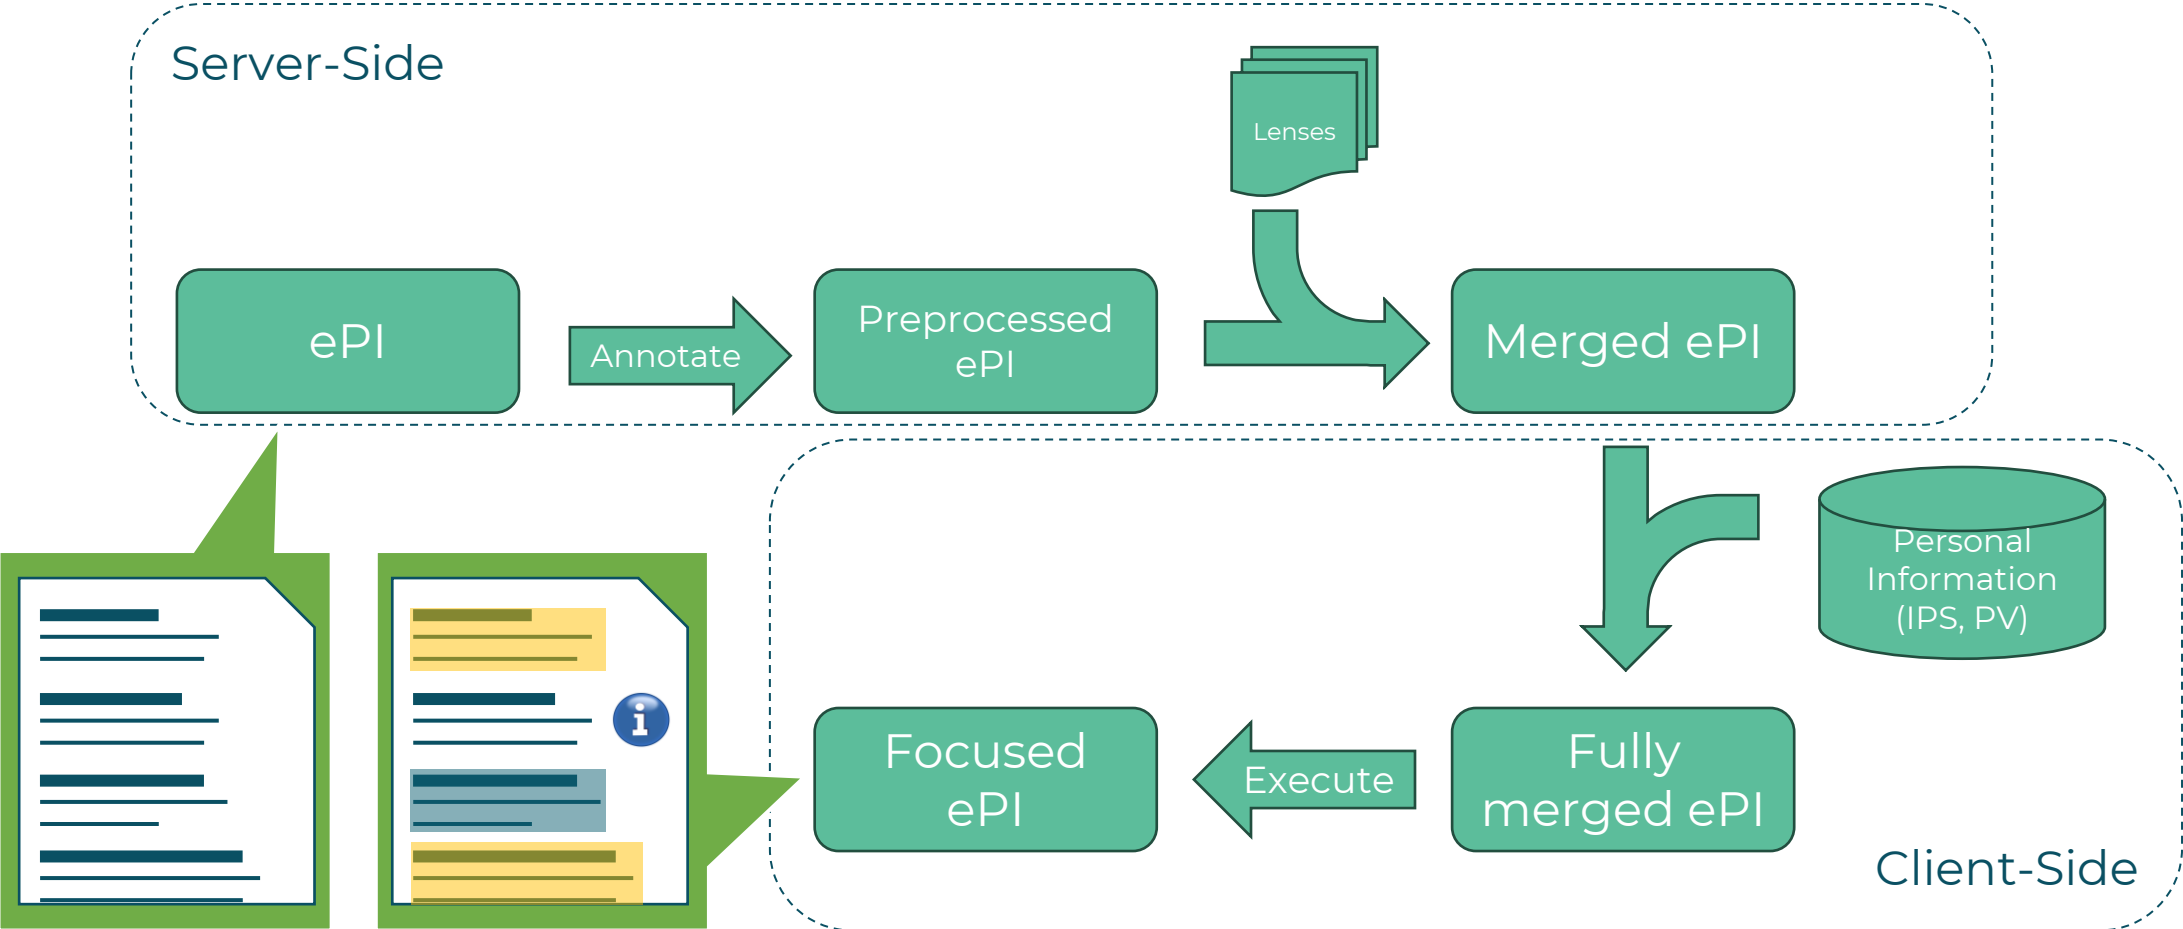 Server-Side
Lenses
ePI
Annotate
Preprocessed
ePI
Merged ePI
Personal
Information
(IPS, PV)
Focused
ePI
Execute
Fully
merged ePI
Client-Side